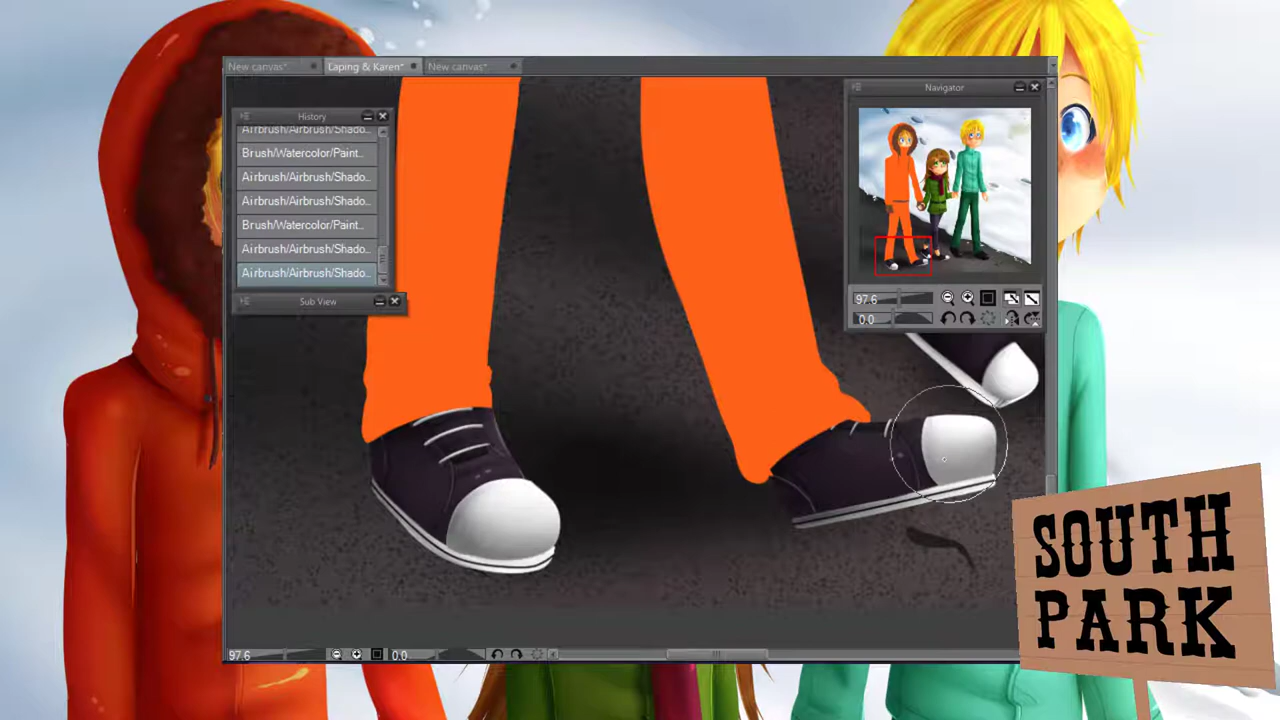 New canvas*
Laping & Karen*
New canvas*
Navigator
History
Airbrush/Airbrush/Shado...
Brush/Watercolor/Paint...
Airbrush/Airbrush/Shado...
Airbrush/Airbrush/Shado...
Brush/Watercolor/Paint...
Airbrush/Airbrush/Shado...
Airbrush/Airbrush/Shado...
Sub View
97.6
0.0
SOUTH
PARK
97.6
0.0